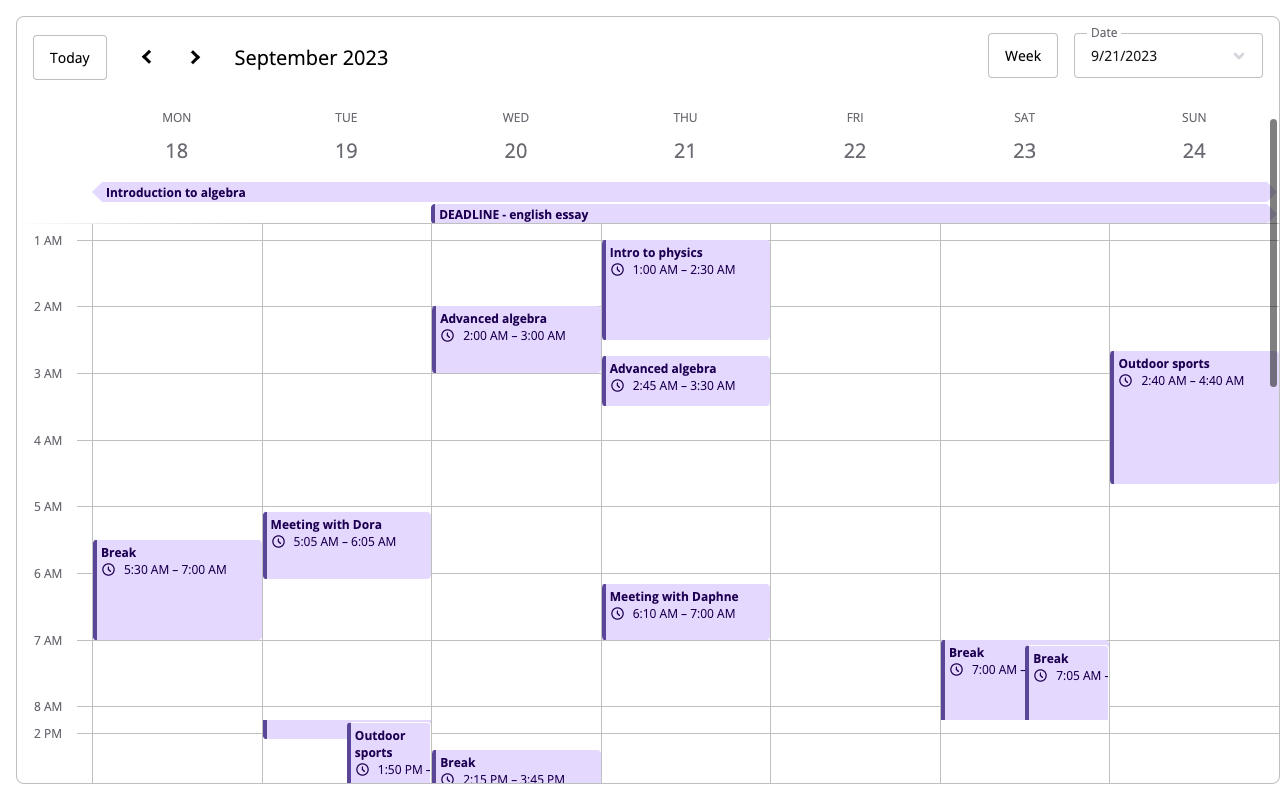 Today
September 2023
Week
Date
9/21/2023
MON
TUE
WED
THU
FRI
SAT
SUN
18
19
20
21
22
23
24
Introduction to algebra
DEADLINE - english essay
1 AM
Intro to physics
1:00 AM – 2:30 AM
2 AM
Advanced algebra
2:00 AM – 3:00 AM
Advanced algebra
2:45 AM – 3:30 AM
Outdoor sports
2:40 AM – 4:40 AM
3 AM
4 AM
5 AM
Meeting with Dora
5:05 AM – 6:05 AM
Break
5:30 AM – 7:00 AM
6 AM
Meeting with Daphne
6:10 AM – 7:00 AM
7 AM
Break
7:00 AM –
Break
7:05 AM -
8 AM
2 PM
Outdoor
sports
1:50 PM –
Break
2:15 PM – 3:45 PM